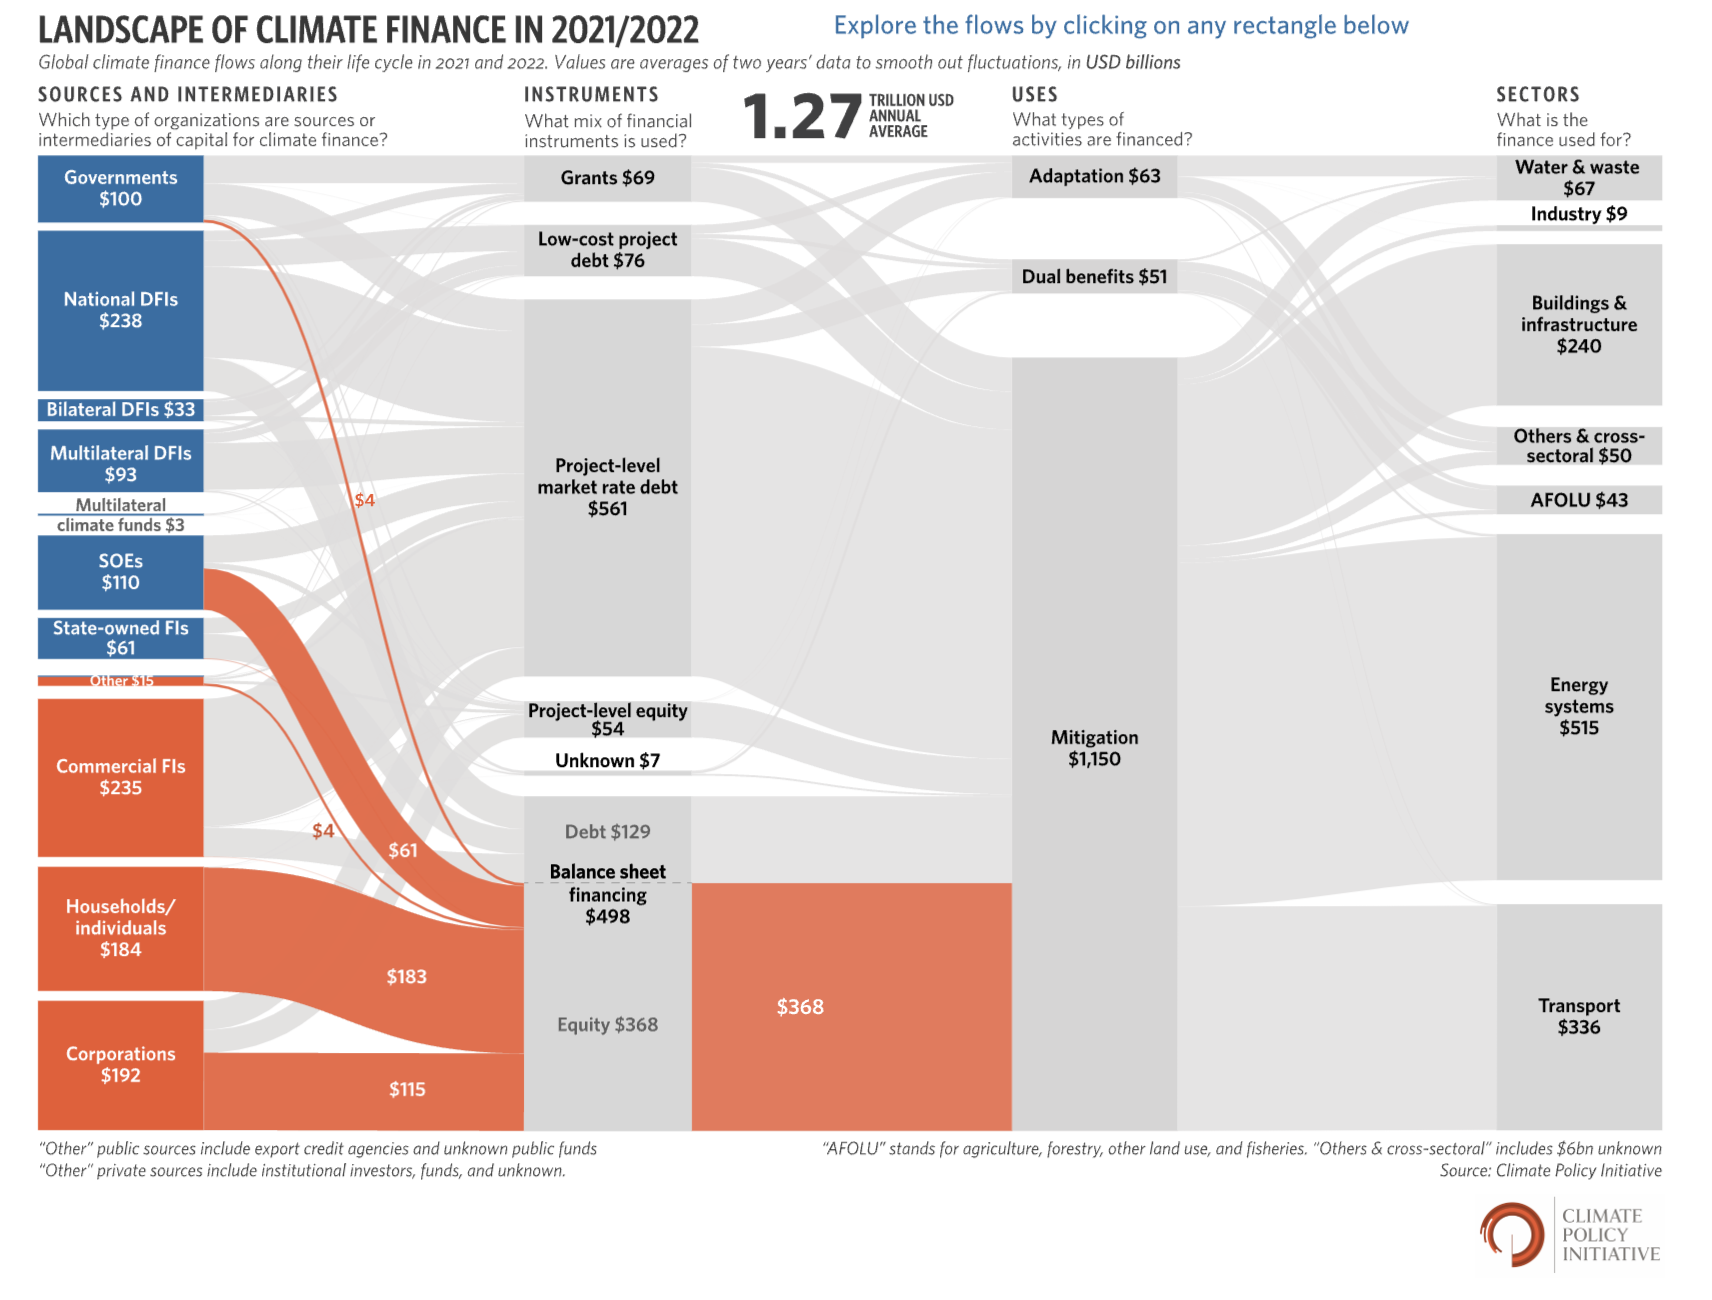 LANDSCAPE OF CLIMATE FINANCE IN 2021/2022
Explore the flows by clicking on any rectangle below
Global climate finance flows along their life cycle in 2021 and 2022. Values are averages of two years' data to smooth out fluctuations, in USD billions
SOURCES AND INTERMEDIARIES
Which type of organizations are sources or
intermediaries of capital for climate finance?
INSTRUMENTS
What mix of financial
instruments is used?
1.27
TRILLION USD
ANNUAL
AVERAGE
USES
What types of
activities are financed?
SECTORS
What is the
finance used for?
Governments
$100
National DFIs
$238
Bilateral DFIs $33
Multilateral DFIs
$93
Multilateral
climate funds $3
SOEs
$110
State-owned FIs
$61
Other $15
Commercial FIs
$235
Households/
individuals
$184
Corporations
$192
$4
$4
$61
$183
$115
Grants $69
Low-cost project
debt $76
Project-level
market rate debt
$561
Project-level equity
$54
Unknown $7
Debt $129
Balance sheet
financing
$498
Equity $368
$368
Adaptation $63
Dual benefits $51
Mitigation
$1,150
Water & waste
$67
Industry $9
Buildings &
infrastructure
$240
Others & cross-
sectoral $50
AFOLU $43
Energy
systems
$515
Transport
$336
"Other" public sources include export credit agencies and unknown public funds
"Other" private sources include institutional investors, funds, and unknown.
"AFOLU" stands for agriculture, forestry, other land use, and fisheries. "Others & cross-sectoral" includes $6bn unknown
Source: Climate Policy Initiative
CLIMATE
POLICY
INITIATIVE